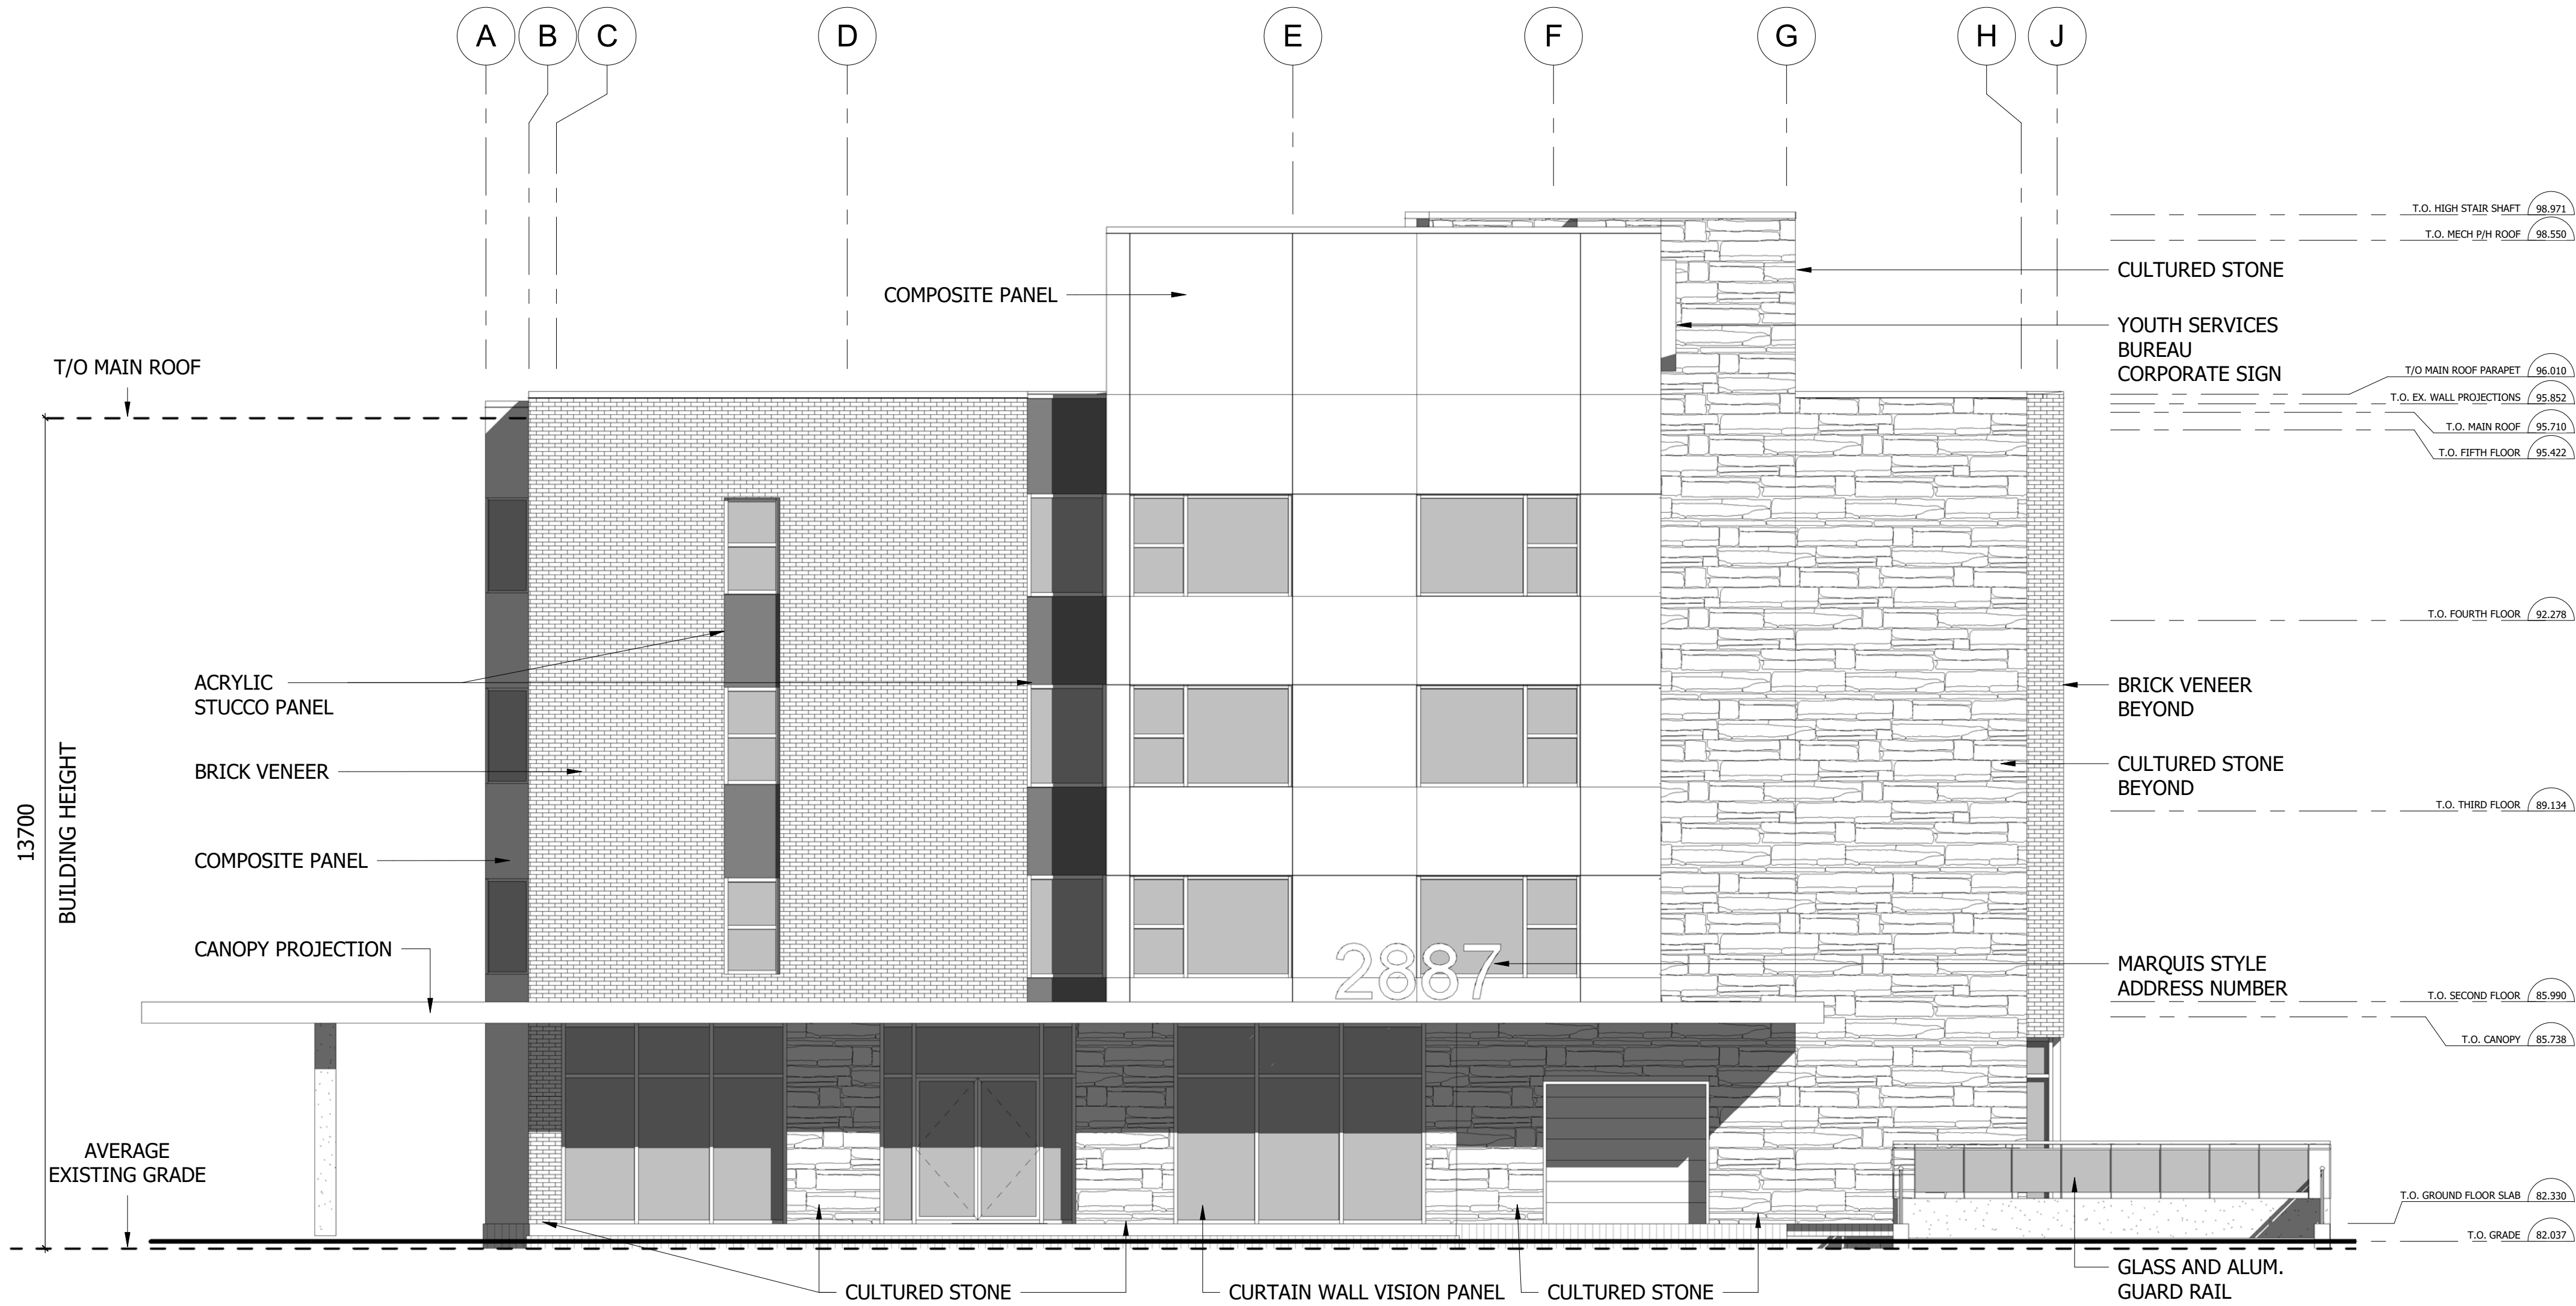 A B C D E F G H J
T.O. HIGH STAIR SHAFT 98.971
T.O. MECH P/H ROOF 98.550
CULTURED STONE
COMPOSITE PANEL
YOUTH SERVICES
BUREAU
CORPORATE SIGN
T/O MAIN ROOF
T/O MAIN ROOF PARAPET 96.010
T.O. EX. WALL PROJECTIONS 95.852
T.O. MAIN ROOF 95.710
T.O. FIFTH FLOOR 95.422
T.O. FOURTH FLOOR 92.278
ACRYLIC
STUCCO PANEL
BRICK VENEER
BEYOND
BRICK VENEER
CULTURED STONE
BEYOND
T.O. THIRD FLOOR 89.134
13700
BUILDING HEIGHT
COMPOSITE PANEL
CANOPY PROJECTION
2887
MARQUIS STYLE
ADDRESS NUMBER
T.O. SECOND FLOOR 85.990
T.O. CANOPY 85.738
AVERAGE
EXISTING GRADE
T.O. GROUND FLOOR SLAB 82.330
T.O. GRADE 82.037
CULTURED STONE
CURTAIN WALL VISION PANEL
CULTURED STONE
GLASS AND ALUM.
GUARD RAIL